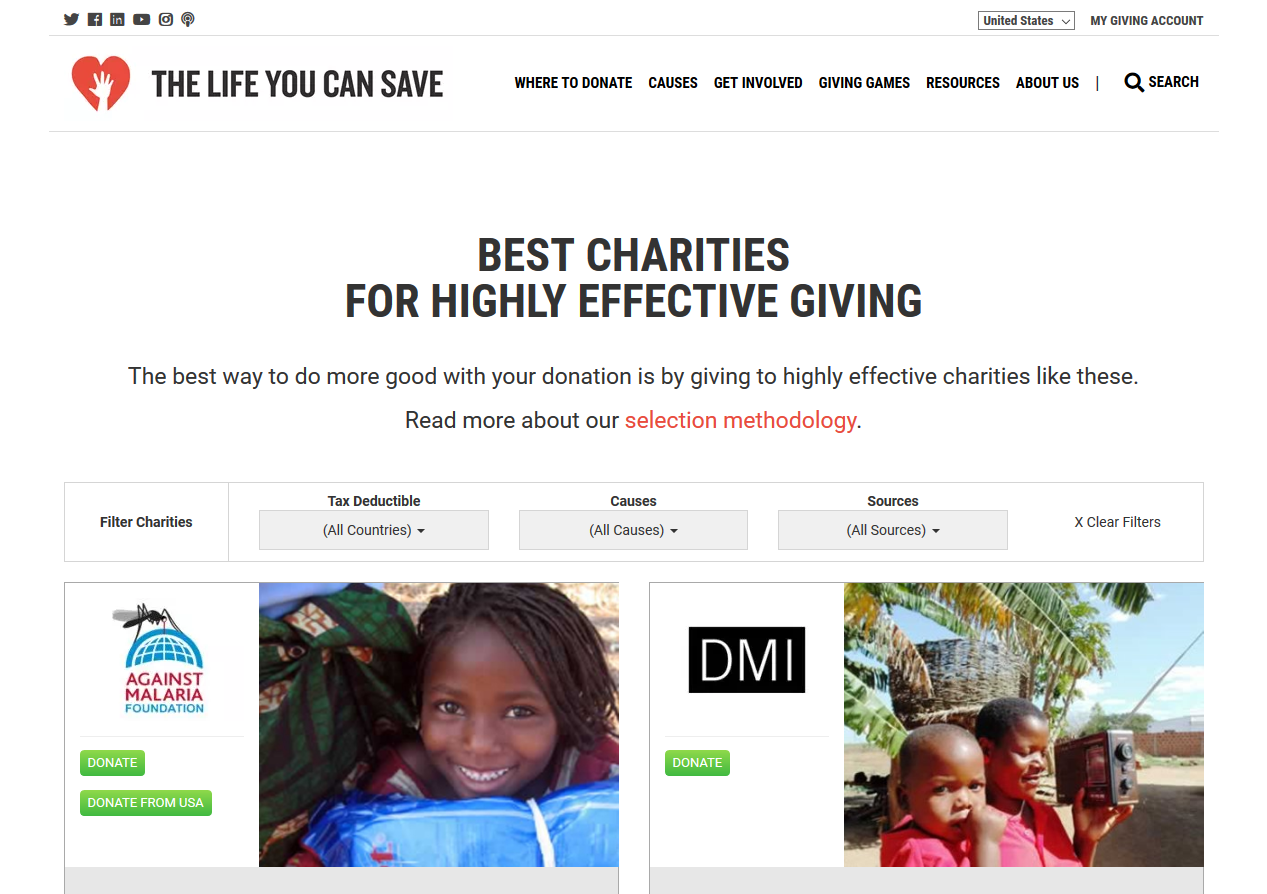 United States
MY GIVING ACCOUNT
THE LIFE YOU CAN SAVE
WHERE TO DONATE
CAUSES
GET INVOLVED
GIVING GAMES
RESOURCES
ABOUT US
|
SEARCH
BEST CHARITIES
FOR HIGHLY EFFECTIVE GIVING
The best way to do more good with your donation is by giving to highly effective charities like these.
Read more about our selection methodology.
Filter Charities
Tax Deductible
(All Countries)
Causes
(All Causes)
Sources
(All Sources)
X Clear Filters
AGAINST
MALARIA
FOUNDATION
DONATE
DONATE FROM USA
DMI
DONATE